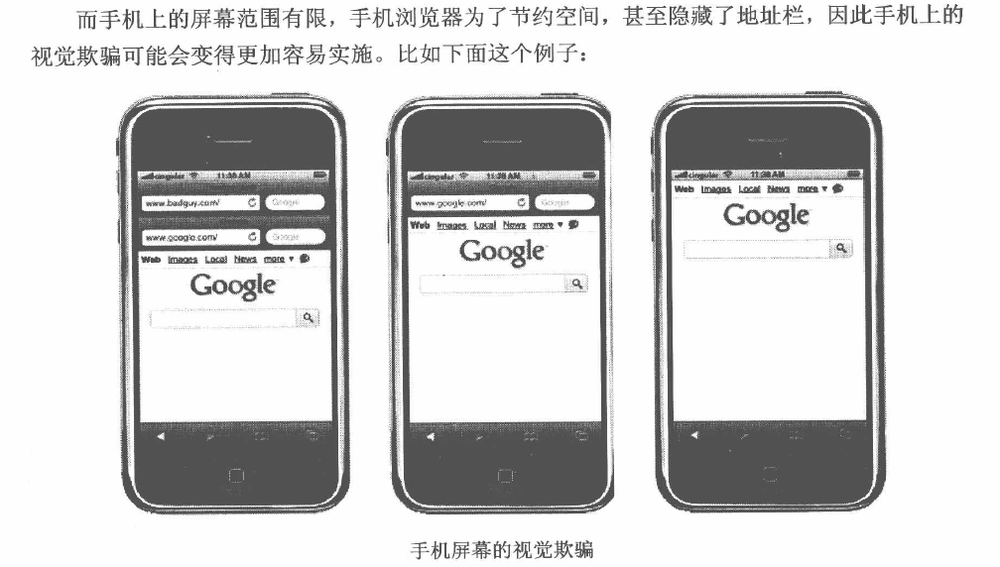 而手机上的屏幕范围有限，手机浏览器为了节约空间，甚至隐藏了地址栏，因此手机上的
视觉欺骗可能会变得更加容易实施。比如下面这个例子：
cingular 11:38 AM
www.badguy.com/ Google
www.google.com/ Google
Web Images Local News more ▼
Google
cingular 11:38 AM
www.google.com/ Google
Web Images Local News more ▼
Google
cingular 11:38 AM
Web Images Local News more ▼
Google
手机屏幕的视觉欺骗